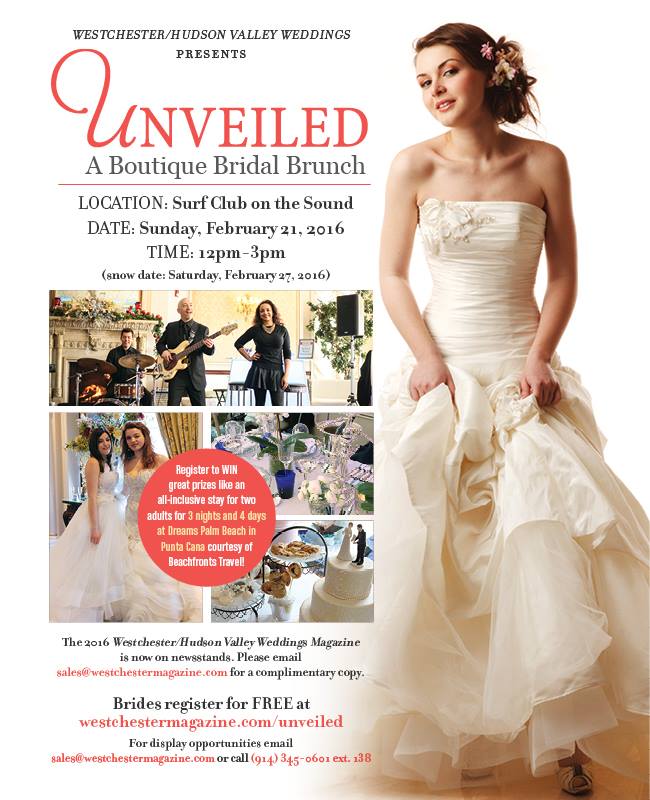 WESTCHESTER/HUDSON VALLEY WEDDINGS
PRESENTS
UNVEILED
A Boutique Bridal Brunch
LOCATION: Surf Club on the Sound
DATE: Sunday, February 21, 2016
TIME: 12pm-3pm
(snow date: Saturday, February 27, 2016)
Register to WIN
great prizes like an
all-inclusive stay for two
adults for 3 nights and 4 days
at Dreams Palm Beach in
Punta Cana courtesy of
Beachfronts Travel!
The 2016 Westchester/Hudson Valley Weddings Magazine
is now on newsstands. Please email
sales@westchestermagazine.com for a complimentary copy.
Brides register for FREE at
westchestermagazine.com/unveiled
For display opportunities email
sales@westchestermagazine.com or call (914) 345-0601 ext. 138